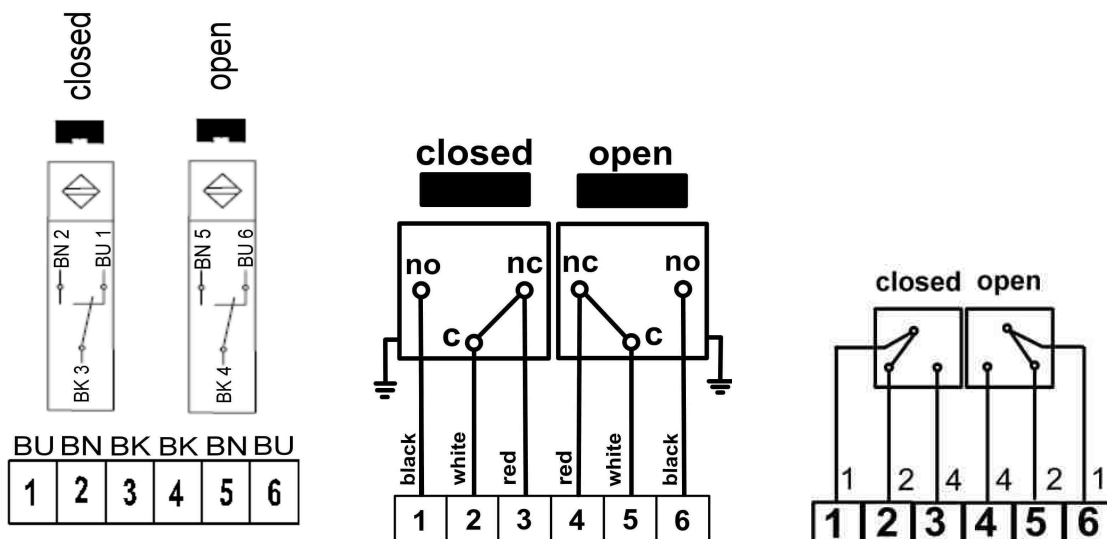 closed
open
BN 2
BU 1
BK 3
BN 5
BU 6
BK 4
BU BN BK BK BN BU
1 2 3 4 5 6
closed open
no nc nc no
c c
black white red red white black
1 2 3 4 5 6
closed open
1 2 4 4 2 1
1 2 3 4 5 6